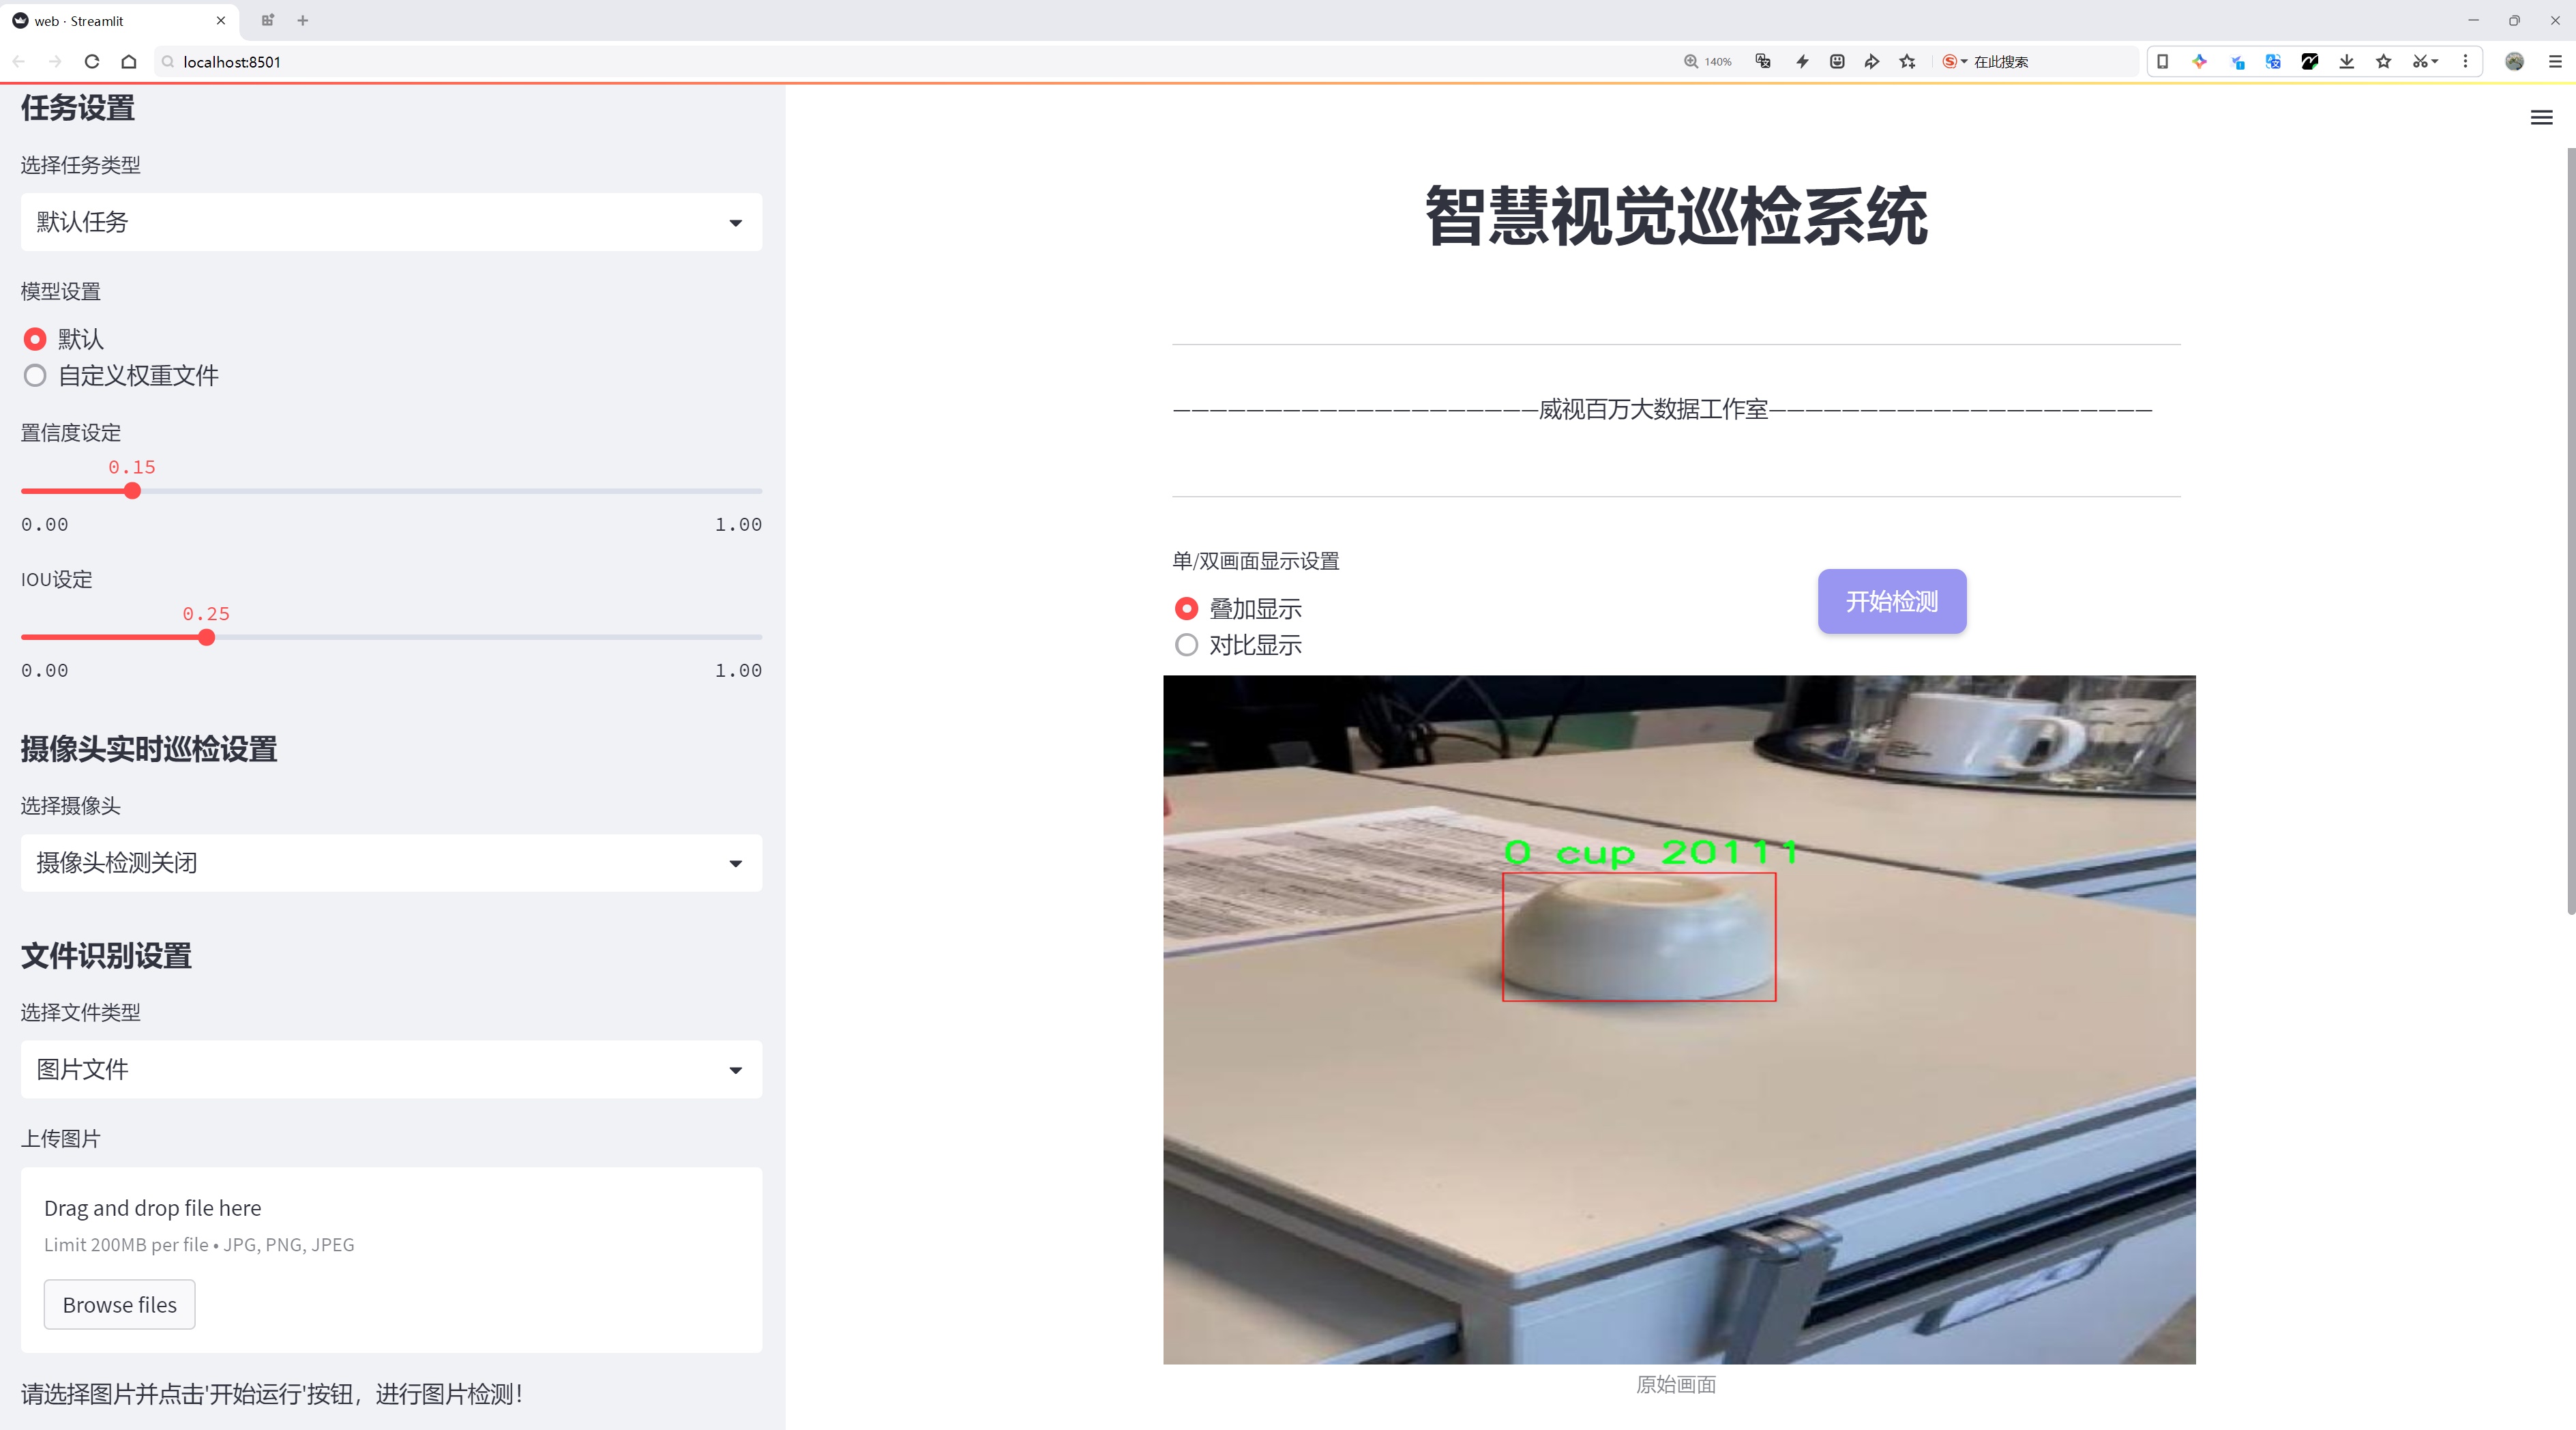 web · Streamlit
localhost:8501
140%
在此搜索
任务设置
选择任务类型
默认任务
模型设置
默认
自定义权重文件
置信度设定
0.15
0.00
1.00
IOU设定
0.25
0.00
1.00
摄像头实时巡检设置
选择摄像头
摄像头检测关闭
文件识别设置
选择文件类型
图片文件
上传图片
Drag and drop file here
Limit 200MB per file • JPG, PNG, JPEG
Browse files
请选择图片并点击'开始运行'按钮，进行图片检测！
智慧视觉巡检系统
————————————————————威视百万大数据工作室—————————————————————
单/双画面显示设置
叠加显示
对比显示
开始检测
0 cup 20111
原始画面